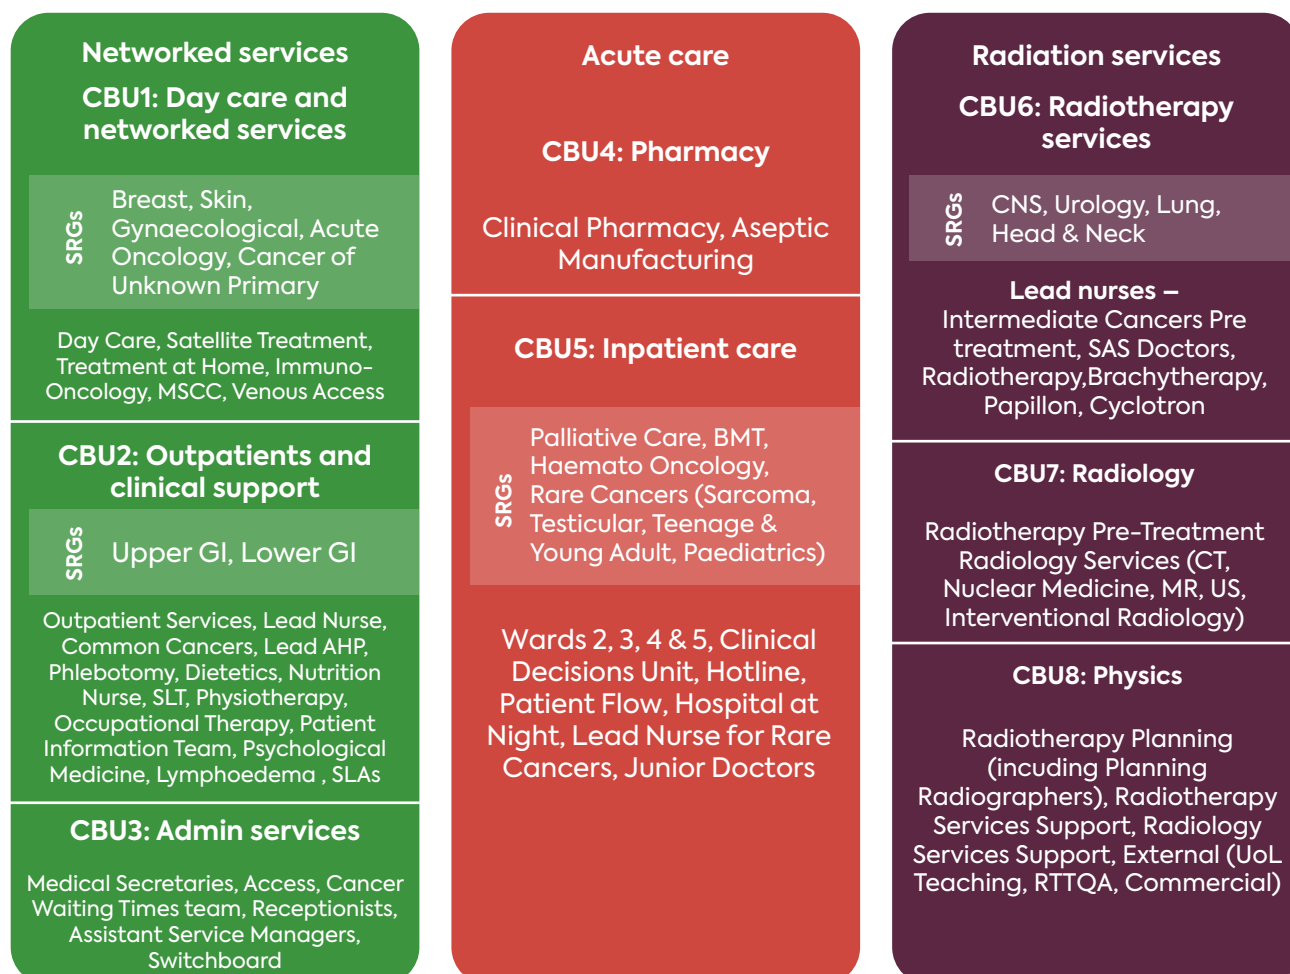 Networked services
CBU1: Day care and
networked services
SRGs
Breast, Skin,
Gynaecological, Acute
Oncology, Cancer of
Unknown Primary
Day Care, Satellite Treatment,
Treatment at Home, Immuno-
Oncology, MSCC, Venous Access
CBU2: Outpatients and
clinical support
SRGs
Upper GI, Lower GI
Outpatient Services, Lead Nurse,
Common Cancers, Lead AHP,
Phlebotomy, Dietetics, Nutrition
Nurse, SLT, Physiotherapy,
Occupational Therapy, Patient
Information Team, Psychological
Medicine, Lymphoedema , SLAs
CBU3: Admin services
Medical Secretaries, Access, Cancer
Waiting Times team, Receptionists,
Assistant Service Managers,
Switchboard
Acute care
CBU4: Pharmacy
Clinical Pharmacy, Aseptic
Manufacturing
CBU5: Inpatient care
SRGs
Palliative Care, BMT,
Haemato Oncology,
Rare Cancers (Sarcoma,
Testicular, Teenage &
Young Adult, Paediatrics)
Wards 2, 3, 4 & 5, Clinical
Decisions Unit, Hotline,
Patient Flow, Hospital at
Night, Lead Nurse for Rare
Cancers, Junior Doctors
Radiation services
CBU6: Radiotherapy
services
SRGs
CNS, Urology, Lung,
Head & Neck
Lead nurses –
Intermediate Cancers Pre
treatment, SAS Doctors,
Radiotherapy,Brachytherapy,
Papillon, Cyclotron
CBU7: Radiology
Radiotherapy Pre-Treatment
Radiology Services (CT,
Nuclear Medicine, MR, US,
Interventional Radiology)
CBU8: Physics
Radiotherapy Planning
(incuding Planning
Radiographers), Radiotherapy
Services Support, Radiology
Services Support, External (UoL
Teaching, RTTQA, Commercial)